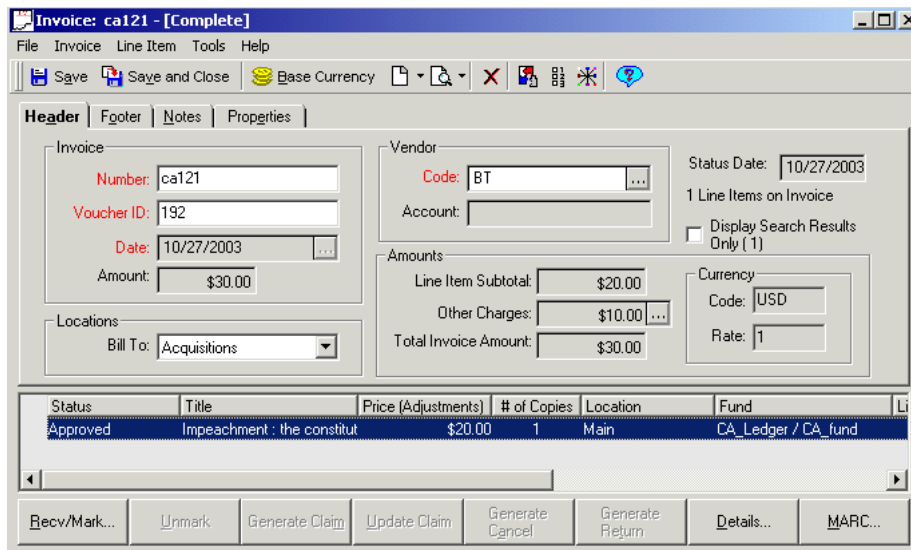 Invoice: ca121 - [Complete]
File Invoice Line Item Tools Help
Save Save and Close Base Currency
Header Footer Notes Properties
Invoice
Number: ca121
Voucher ID: 192
Date: 10/27/2003 ...
Amount: $30.00
Locations
Bill To: Acquisitions
Vendor
Code: BT ...
Account:
Status Date: 10/27/2003
1 Line Items on Invoice
Display Search Results
Only (1)
Amounts
Line Item Subtotal: $20.00
Other Charges: $10.00 ...
Total Invoice Amount: $30.00
Currency
Code: USD
Rate: 1
Status Title Price (Adjustments) # of Copies Location Fund Li
Approved Impeachment : the constitut $20.00 1 Main CA_Ledger / CA_fund
Recv/Mark... Unmark Generate Claim Update Claim Generate Cancel Generate Return Details... MARC...